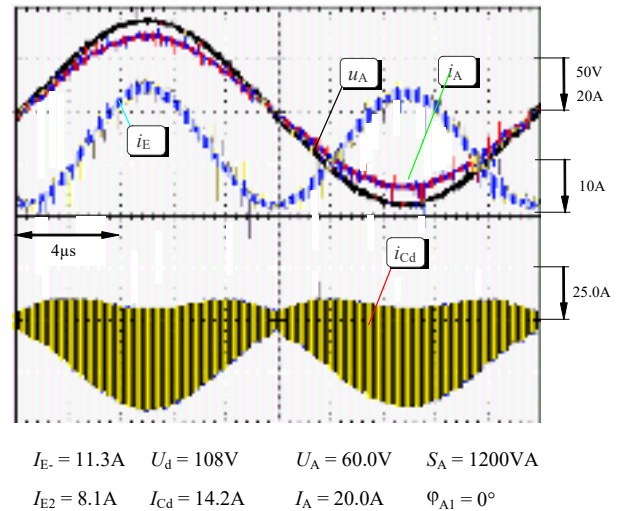 50V
u_A
i_A
20A
i_E
10A
4µs
i_Cd
25.0A
I_E- = 11.3A U_d = 108V U_A = 60.0V S_A = 1200VA
I_E2 = 8.1A I_Cd = 14.2A I_A = 20.0A φ_A1 = 0°